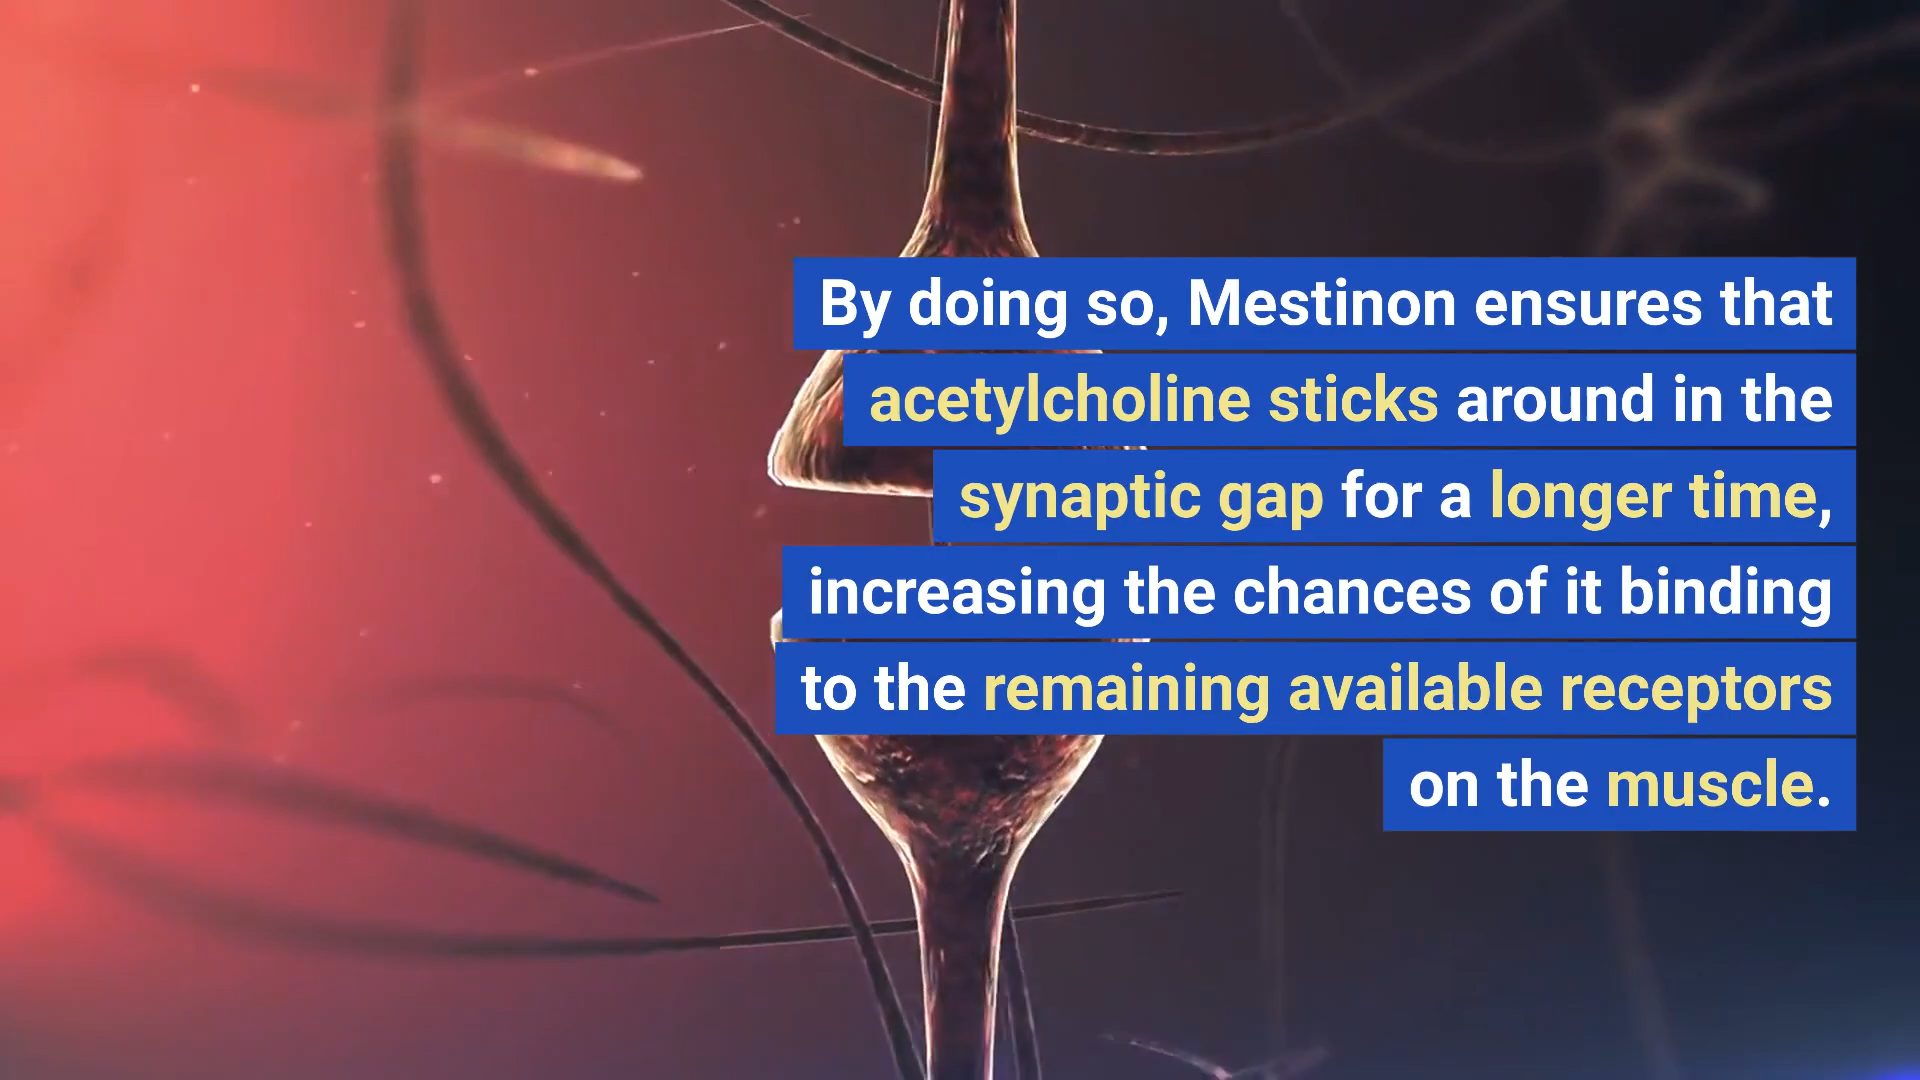 By doing so, Mestinon ensures that
acetylcholine sticks around in the
synaptic gap for a longer time,
increasing the chances of it binding
to the remaining available receptors
on the muscle.